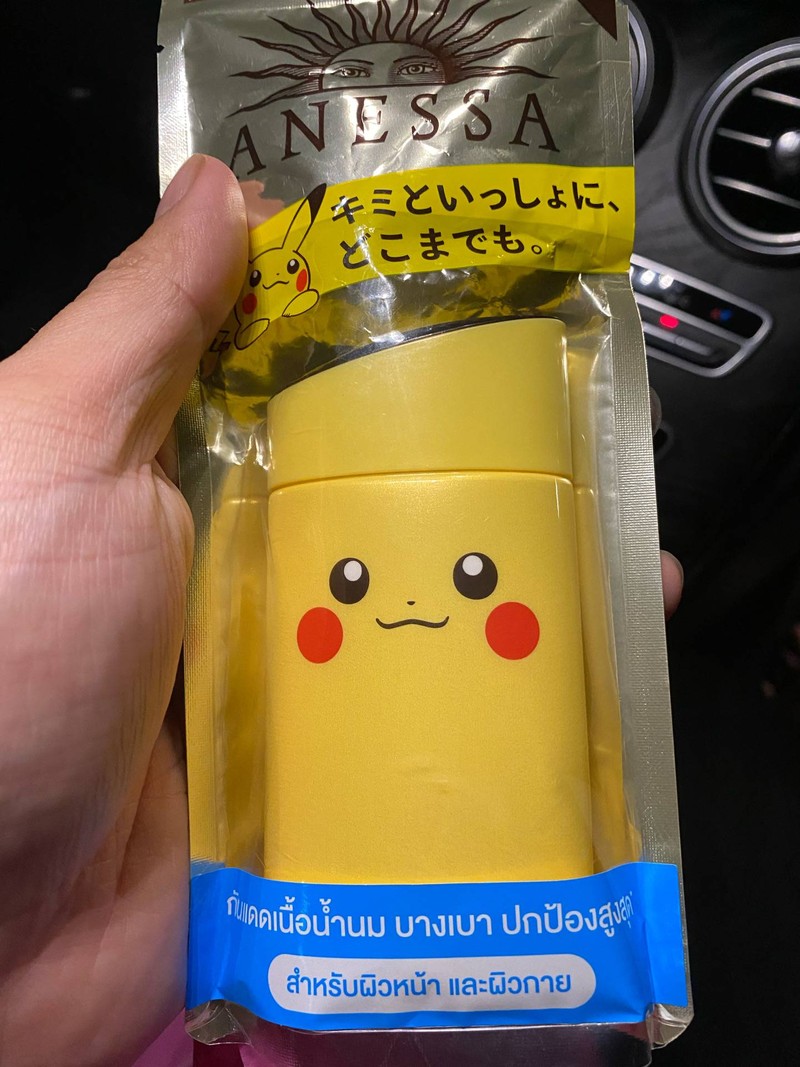 ANESSA
キミといっしょに、
どこまでも。
กันแดดเนื้อน้ำนม บางเบา ปกป้องสูงสุด
สำหรับผิวหน้า และผิวกาย